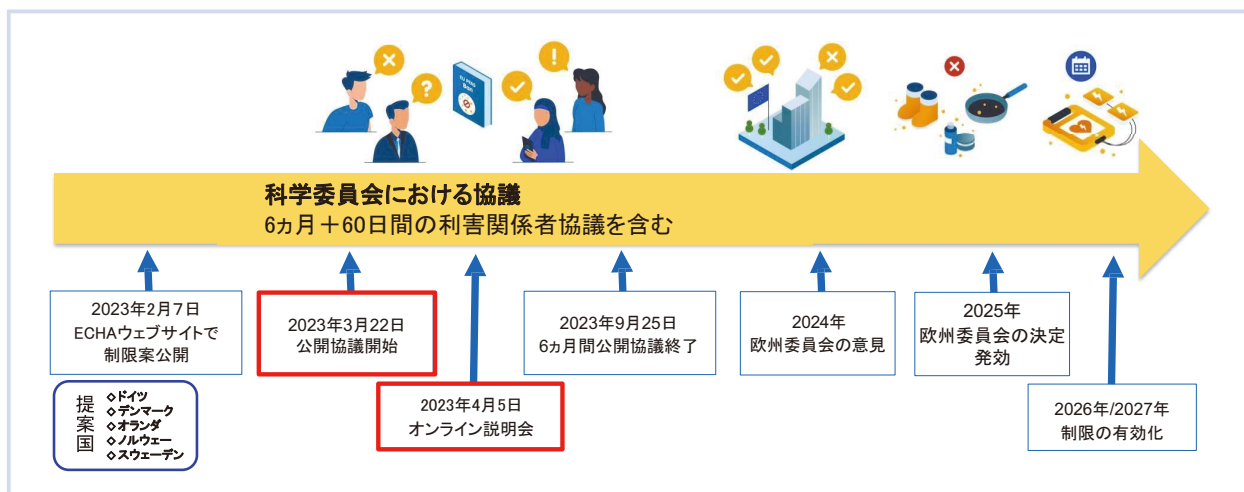 EU PFAS
Ban
科学委員会における協議
6ヵ月＋60日間の利害関係者協議を含む
2023年2月7日
ECHAウェブサイトで
制限案公開
2023年3月22日
公開協議開始
2023年9月25日
6ヵ月間公開協議終了
2024年
欧州委員会の意見
2025年
欧州委員会の決定
発効
提案国
◇ドイツ
◇デンマーク
◇オランダ
◇ノルウェー
◇スウェーデン
2023年4月5日
オンライン説明会
2026年/2027年
制限の有効化